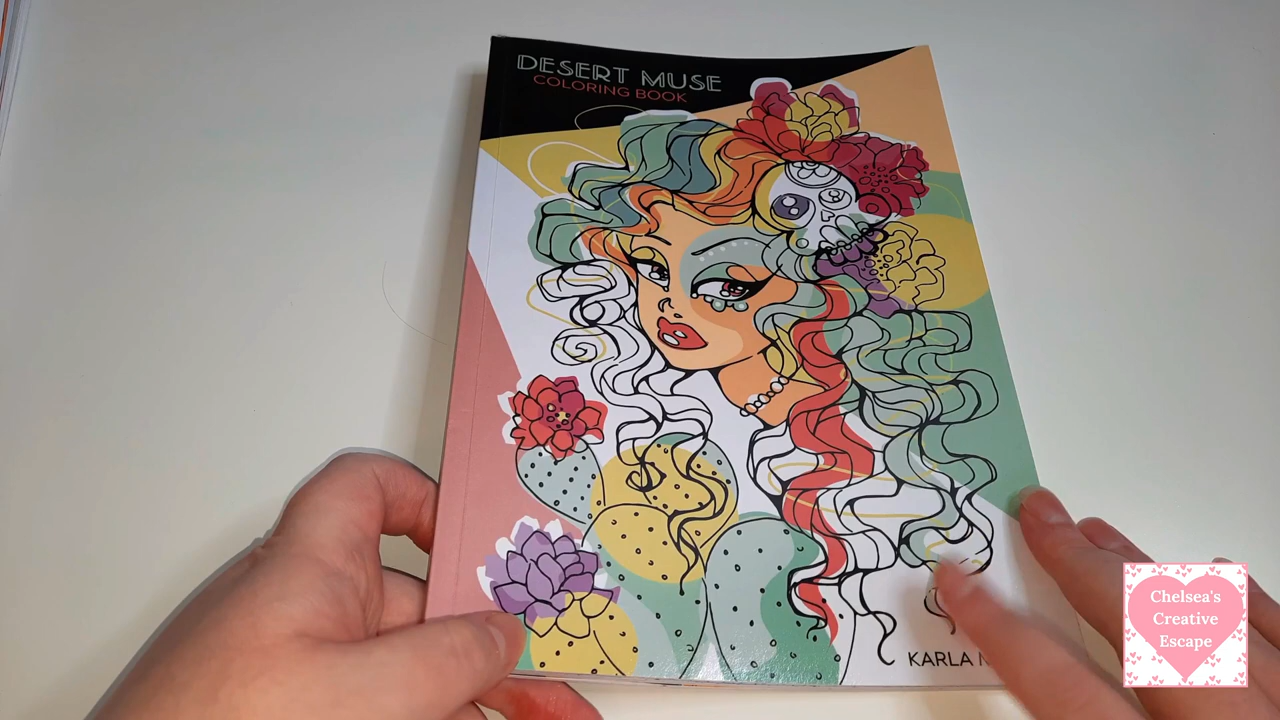 DESERT MUSE
COLORING BOOK
KARLA
Chelsea's
Creative
Escape